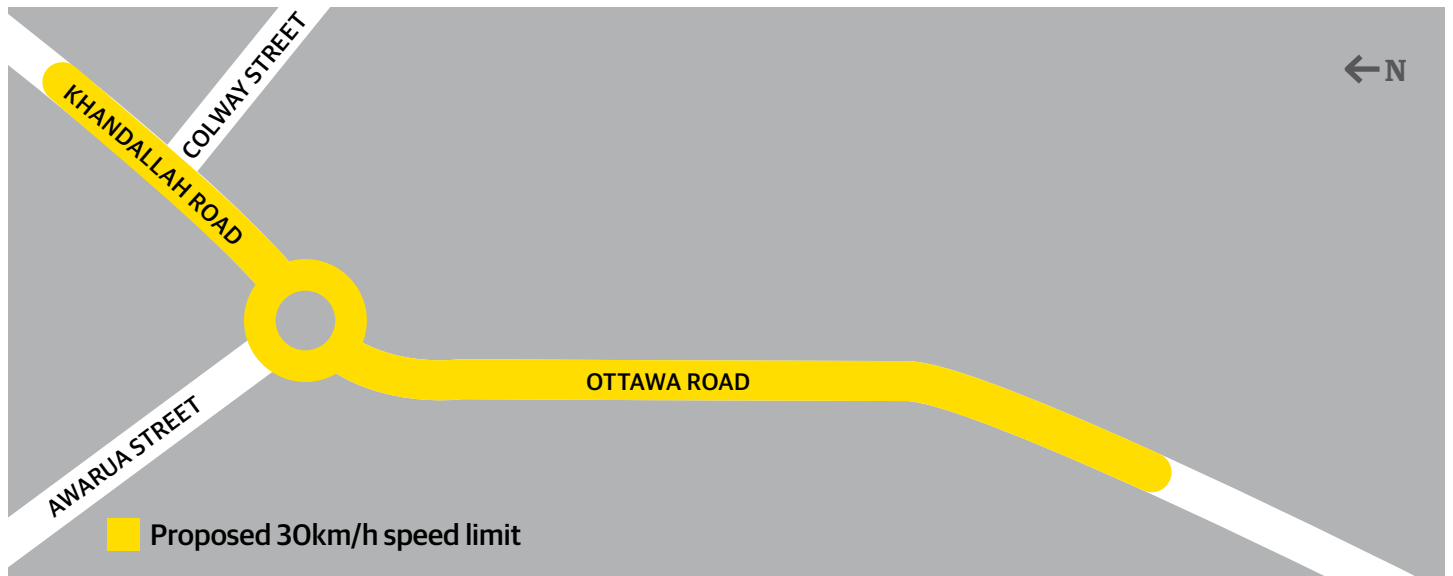 COLWAY STREET
N
KHANDALLAH ROAD
OTTAWA ROAD
AWARUA STREET
Proposed 30km/h speed limit